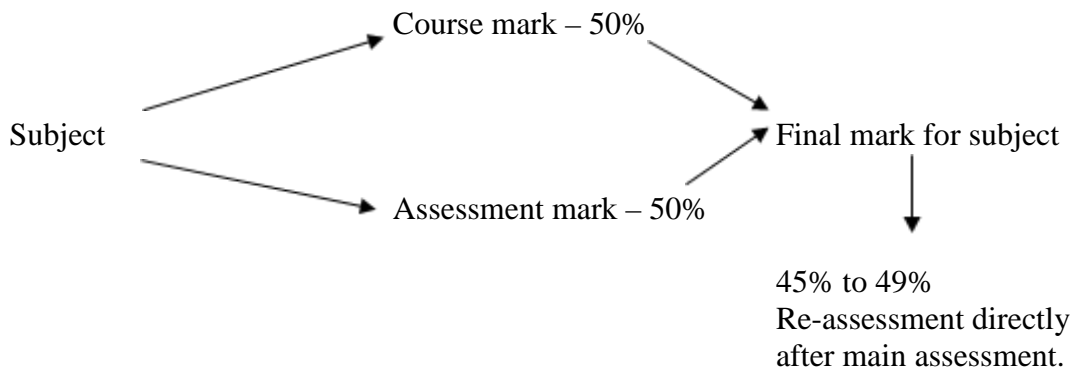 Course mark – 50%
Subject
Final mark for subject
Assessment mark – 50%
45% to 49%
Re-assessment directly
after main assessment.